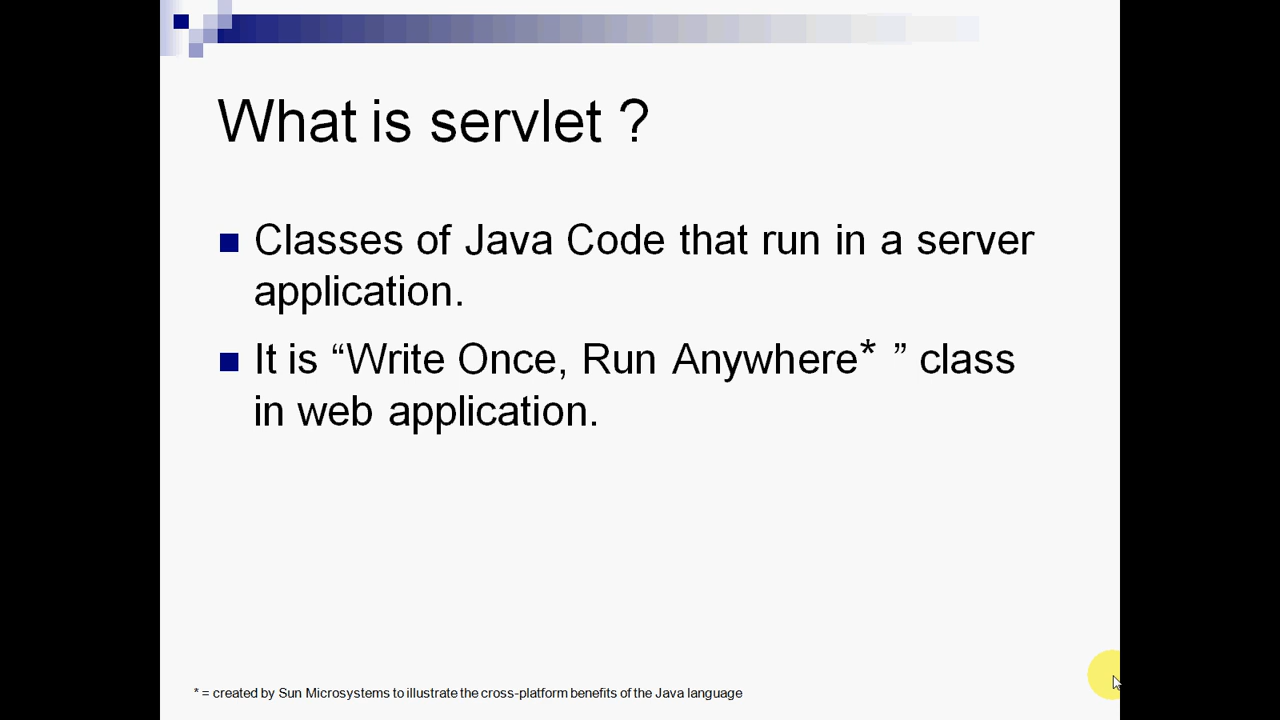 What is servlet ?
Classes of Java Code that run in a server
application.
It is “Write Once, Run Anywhere* ” class
in web application.
* = created by Sun Microsystems to illustrate the cross-platform benefits of the Java language